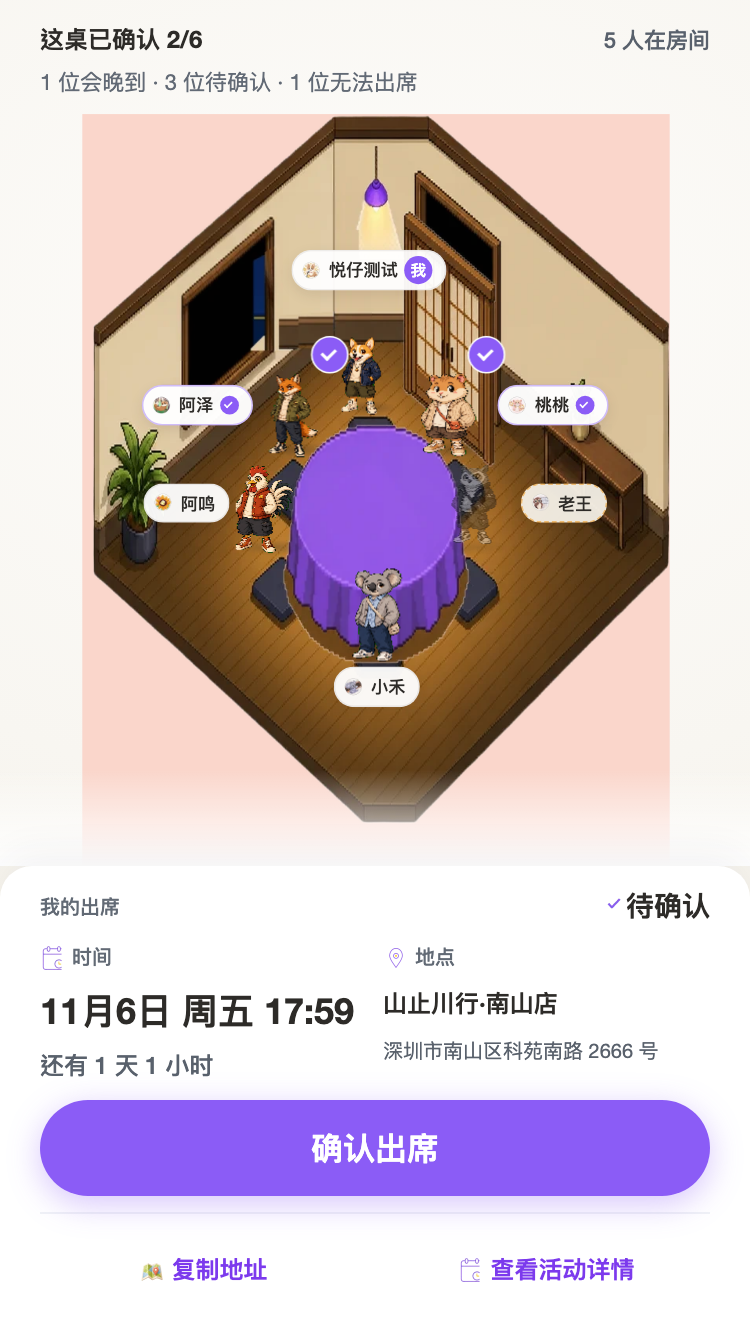 这桌已确认 2/6
5 人在房间
1 位会晚到 · 3 位待确认 · 1 位无法出席
悦仔测试 我
阿泽
桃桃
阿鸣
老王
小禾
我的出席
待确认
时间
地点
11月6日 周五 17:59
山止川行·南山店
还有 1 天 1 小时
深圳市南山区科苑南路 2666 号
确认出席
复制地址
查看活动详情